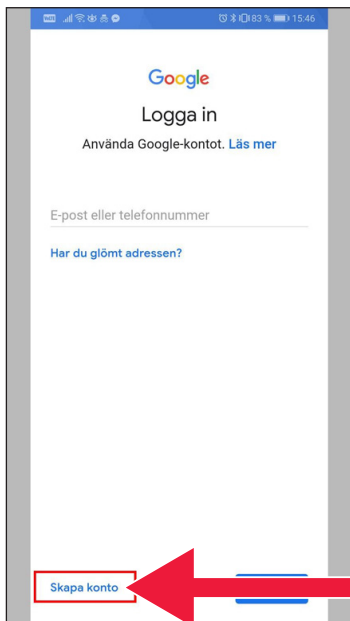 83 % 15:46
Google
Logga in
Använda Google-kontot. Läs mer
E-post eller telefonnummer
Har du glömt adressen?
Skapa konto